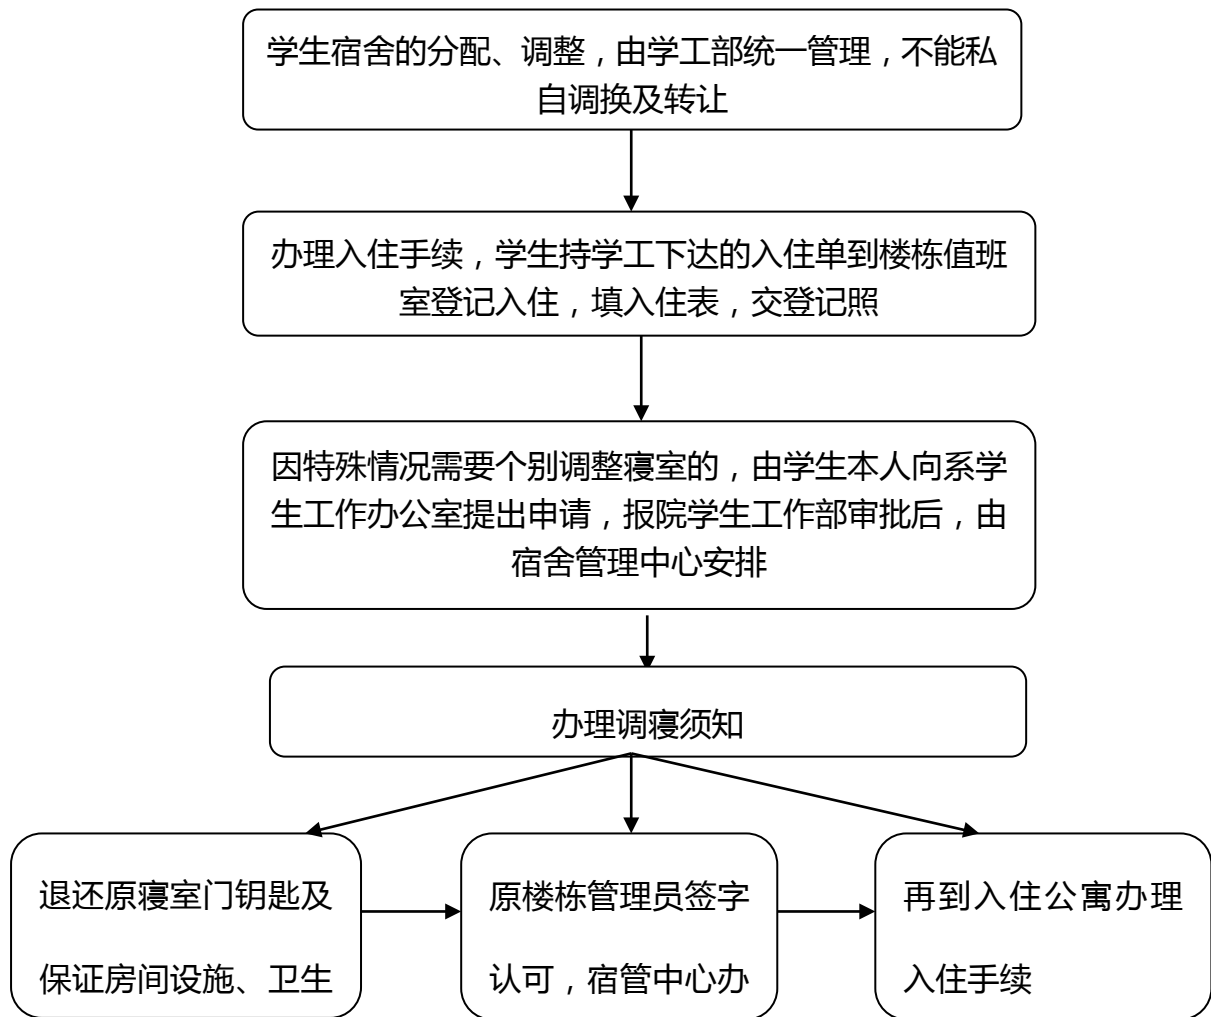 学生宿舍的分配、调整，由学工部统一管理，不能私
自调换及转让
办理入住手续，学生持学工下达的入住单到楼栋值班
室登记入住，填入住表，交登记照
因特殊情况需要个别调整寝室的，由学生本人向系学
生工作办公室提出申请，报院学生工作部审批后，由
宿舍管理中心安排
办理调寝须知
退还原寝室门钥匙及
保证房间设施、卫生
原楼栋管理员签字
认可，宿管中心办
再到入住公寓办理
入住手续